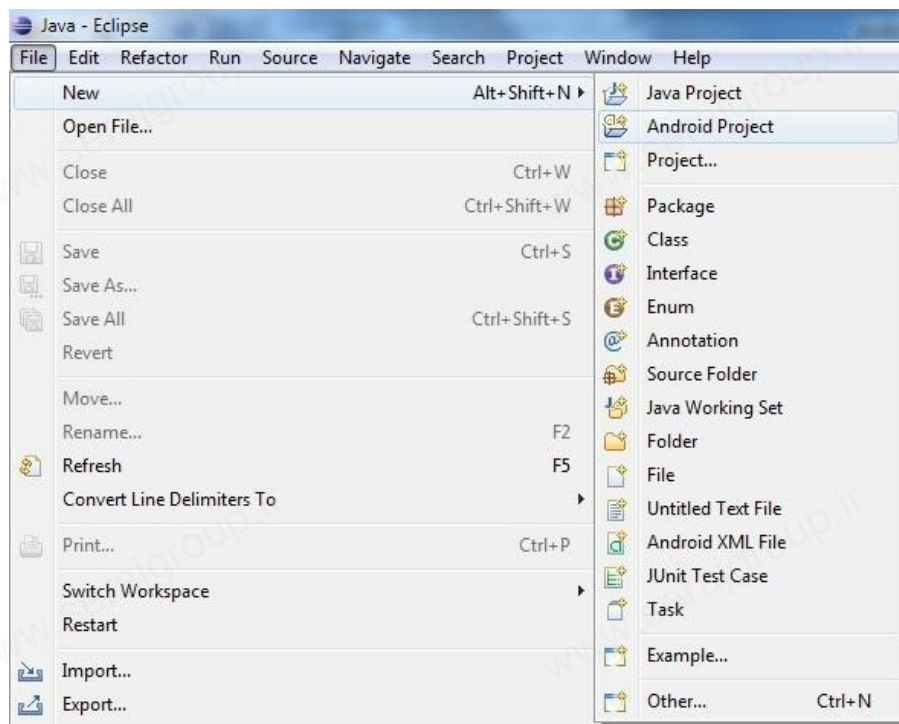 Java - Eclipse
File Edit Refactor Run Source Navigate Search Project Window Help
New Alt+Shift+N
Open File...
Close Ctrl+W
Close All Ctrl+Shift+W
Save Ctrl+S
Save As...
Save All Ctrl+Shift+S
Revert
Move...
Rename... F2
Refresh F5
Convert Line Delimiters To
Print... Ctrl+P
Switch Workspace
Restart
Import...
Export...
Java Project
Android Project
Project...
Package
Class
Interface
Enum
Annotation
Source Folder
Java Working Set
Folder
File
Untitled Text File
Android XML File
JUnit Test Case
Task
Example...
Other... Ctrl+N